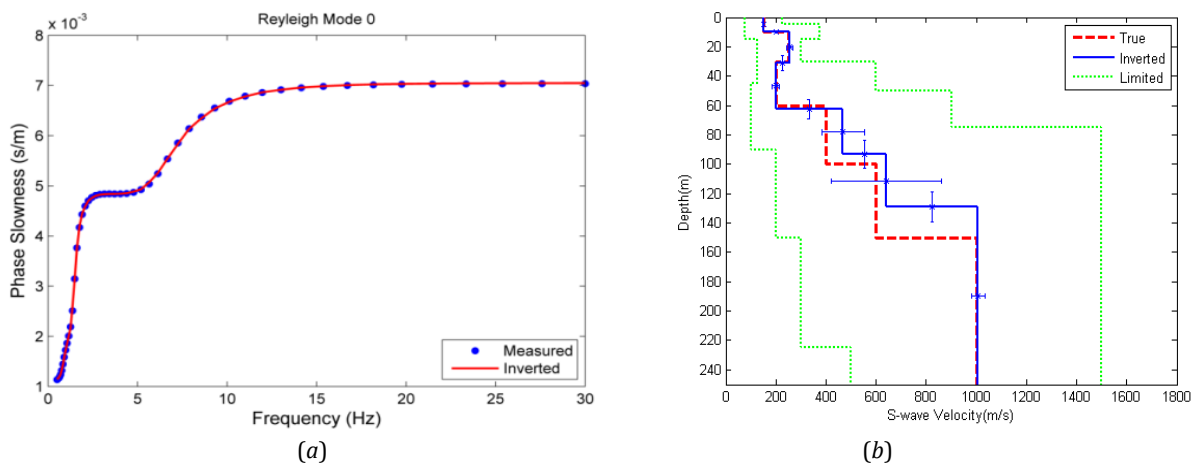 Reyleigh Mode 0
× 10⁻³
8
7
6
5
4
3
2
1
Phase Slowness (s/m)
0 5 10 15 20 25 30
Frequency (Hz)
Measured
Inverted
(a)
0
20
40
60
80
100
120
140
160
180
200
220
240
Depth(m)
0 200 400 600 800 1000 1200 1400 1600 1800
S-wave Velocity(m/s)
True
Inverted
Limited
(b)